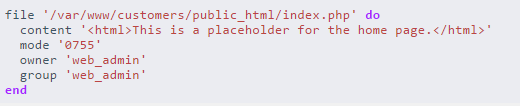 file '/var/www/customers/public_html/index.php' do
  content '<html>This is a placeholder for the home page.</html>'
  mode '0755'
  owner 'web_admin'
  group 'web_admin'
end